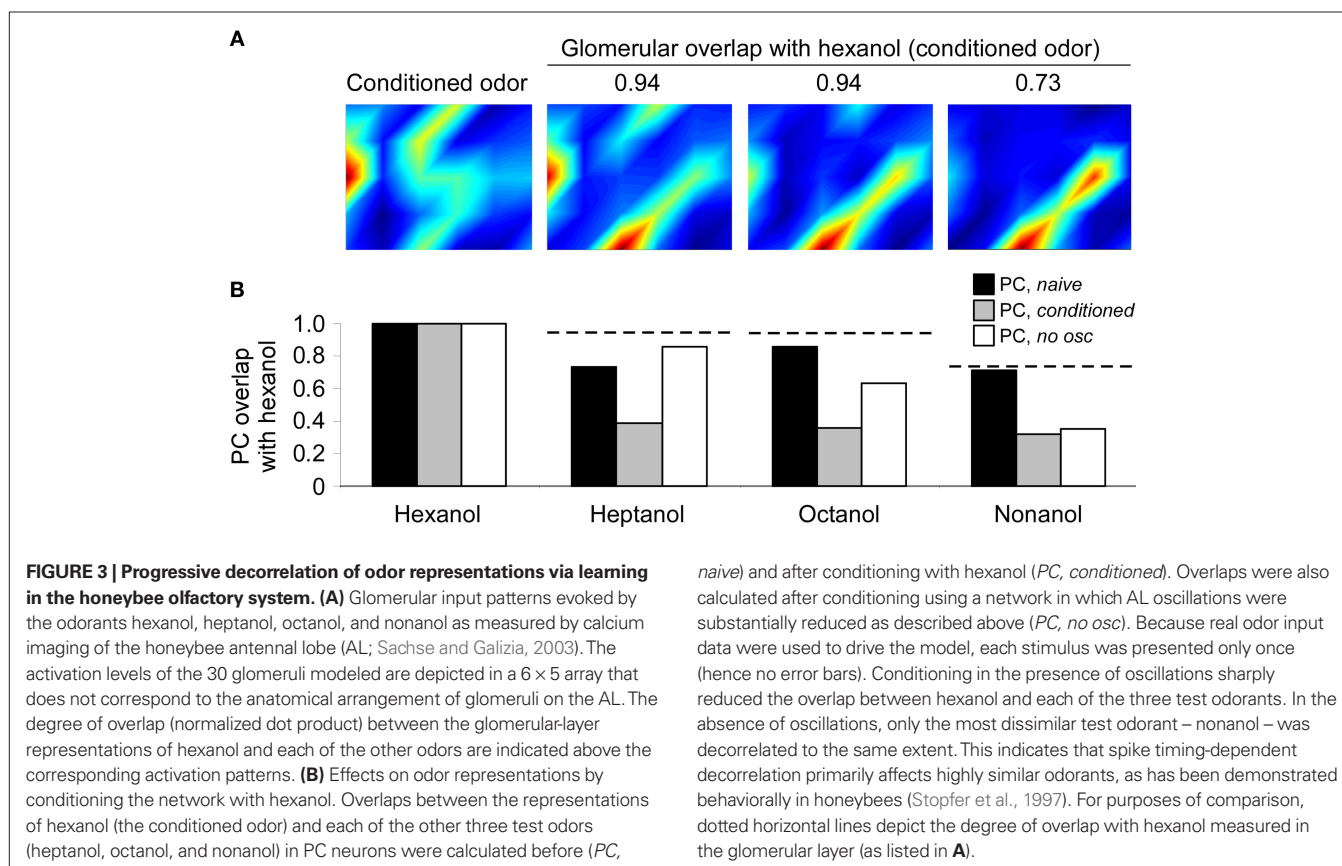 A
Glomerular overlap with hexanol (conditioned odor)
Conditioned odor 0.94 0.94 0.73
B
PC, naive
PC, conditioned
PC, no osc
PC overlap
with hexanol
1.0
0.8
0.6
0.4
0.2
0
Hexanol Heptanol Octanol Nonanol
FIGURE 3 | Progressive decorrelation of odor representations via learning
in the honeybee olfactory system. (A) Glomerular input patterns evoked by
the odorants hexanol, heptanol, octanol, and nonanol as measured by calcium
imaging of the honeybee antennal lobe (AL; Sachse and Galizia, 2003). The
activation levels of the 30 glomeruli modeled are depicted in a 6 × 5 array that
does not correspond to the anatomical arrangement of glomeruli on the AL. The
degree of overlap (normalized dot product) between the glomerular-layer
representations of hexanol and each of the other odors are indicated above the
corresponding activation patterns. (B) Effects on odor representations by
conditioning the network with hexanol. Overlaps between the representations
of hexanol (the conditioned odor) and each of the other three test odors
(heptanol, octanol, and nonanol) in PC neurons were calculated before (PC,
naive) and after conditioning with hexanol (PC, conditioned). Overlaps were also
calculated after conditioning using a network in which AL oscillations were
substantially reduced as described above (PC, no osc). Because real odor input
data were used to drive the model, each stimulus was presented only once
(hence no error bars). Conditioning in the presence of oscillations sharply
reduced the overlap between hexanol and each of the three test odorants. In the
absence of oscillations, only the most dissimilar test odorant – nonanol – was
decorrelated to the same extent. This indicates that spike timing-dependent
decorrelation primarily affects highly similar odorants, as has been demonstrated
behaviorally in honeybees (Stopfer et al., 1997). For purposes of comparison,
dotted horizontal lines depict the degree of overlap with hexanol measured in
the glomerular layer (as listed in A).